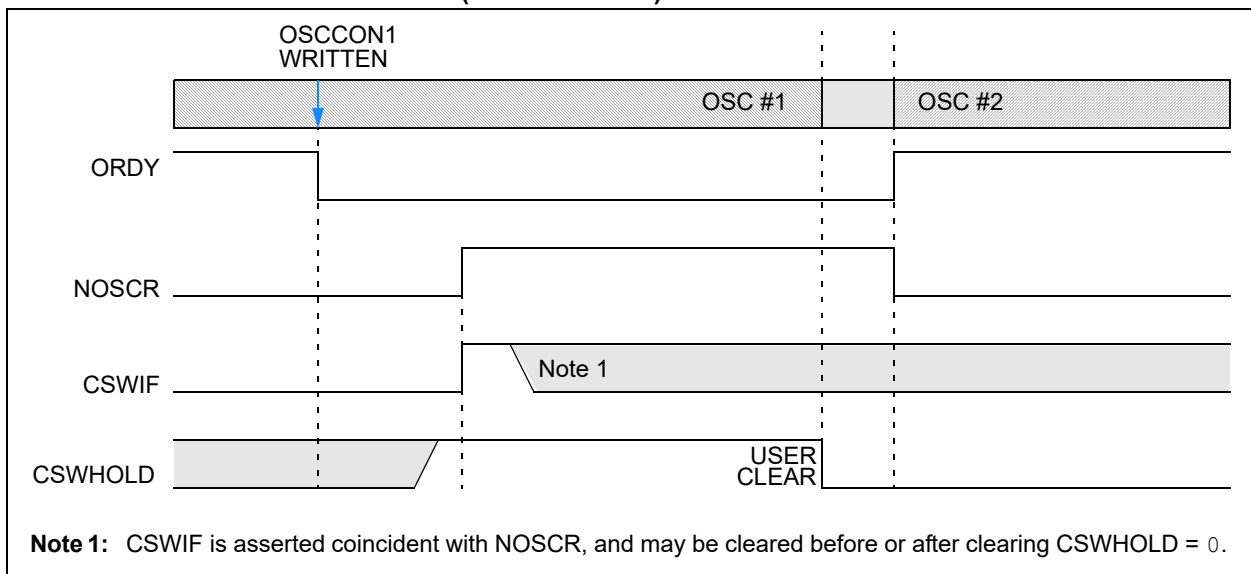 OSCCON1
WRITTEN
OSC #1
OSC #2
ORDY
NOSCR
CSWIF
Note 1
CSWHOLD
USER
CLEAR
Note 1: CSWIF is asserted coincident with NOSCR, and may be cleared before or after clearing CSWHOLD = 0.